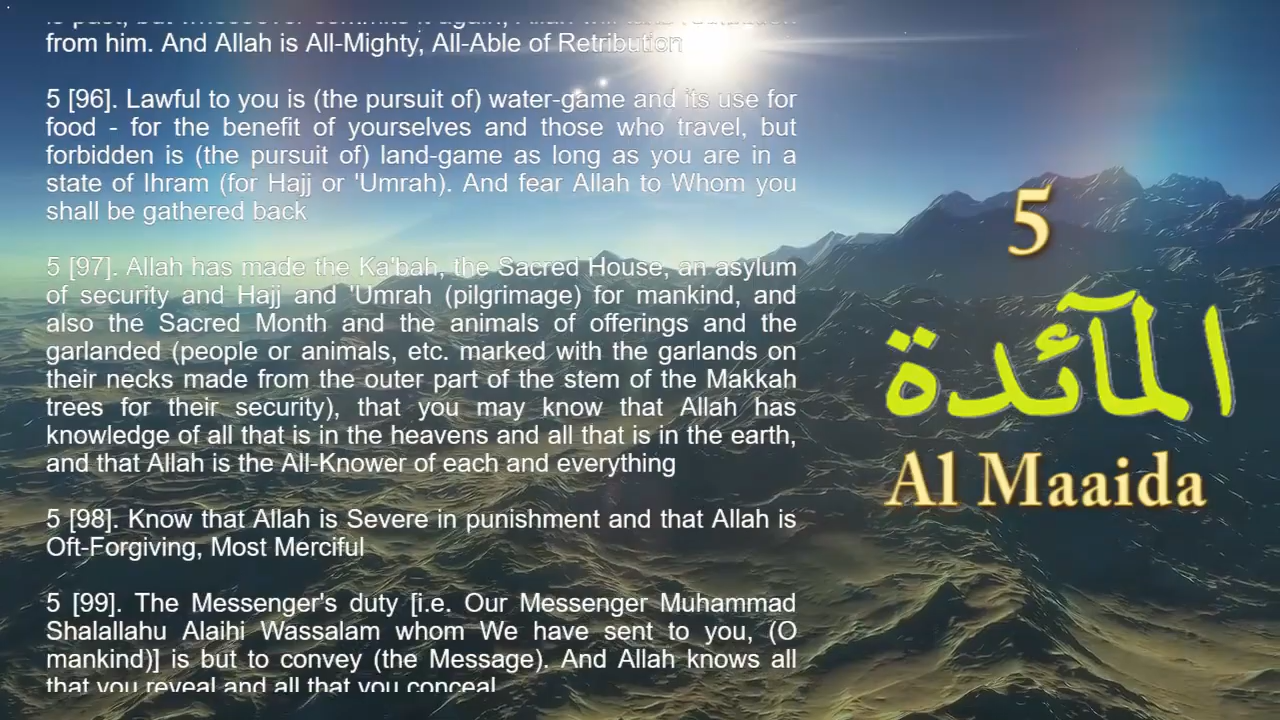 from him. And Allah is All-Mighty, All-Able of Retribution
5 [96]. Lawful to you is (the pursuit of) water-game and its use for
food - for the benefit of yourselves and those who travel, but
forbidden is (the pursuit of) land-game as long as you are in a
state of Ihram (for Hajj or 'Umrah). And fear Allah to Whom you
shall be gathered back
5 [97]. Allah has made the Ka'bah, the Sacred House, an asylum
of security and Hajj and 'Umrah (pilgrimage) for mankind, and
also the Sacred Month and the animals of offerings and the
garlanded (people or animals, etc. marked with the garlands on
their necks made from the outer part of the stem of the Makkah
trees for their security), that you may know that Allah has
knowledge of all that is in the heavens and all that is in the earth,
and that Allah is the All-Knower of each and everything
5 [98]. Know that Allah is Severe in punishment and that Allah is
Oft-Forgiving, Most Merciful
5 [99]. The Messenger's duty [i.e. Our Messenger Muhammad
Shalallahu Alaihi Wassalam whom We have sent to you, (O
mankind)] is but to convey (the Message). And Allah knows all
that you reveal and all that you conceal
5
المآئدة
Al Maaida